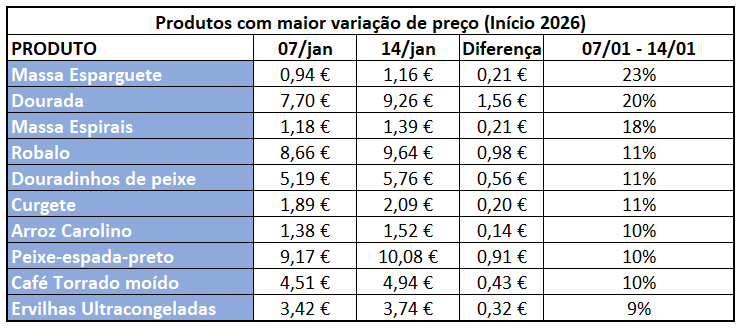 Produtos com maior variação de preço (Início 2026)
PRODUTO 07/jan 14/jan Diferença 07/01 - 14/01
Massa Esparguete 0,94 € 1,16 € 0,21 € 23%
Dourada 7,70 € 9,26 € 1,56 € 20%
Massa Espirais 1,18 € 1,39 € 0,21 € 18%
Robalo 8,66 € 9,64 € 0,98 € 11%
Douradinhos de peixe 5,19 € 5,76 € 0,56 € 11%
Curgete 1,89 € 2,09 € 0,20 € 11%
Arroz Carolino 1,38 € 1,52 € 0,14 € 10%
Peixe-espada-preto 9,17 € 10,08 € 0,91 € 10%
Café Torrado moído 4,51 € 4,94 € 0,43 € 10%
Ervilhas Ultracongeladas 3,42 € 3,74 € 0,32 € 9%